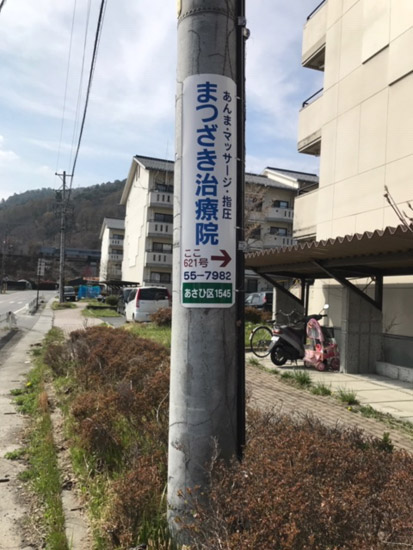 あんま・マッサージ・指圧
まつざき治療院
ここ
621号
55-7982
あさひ区1545